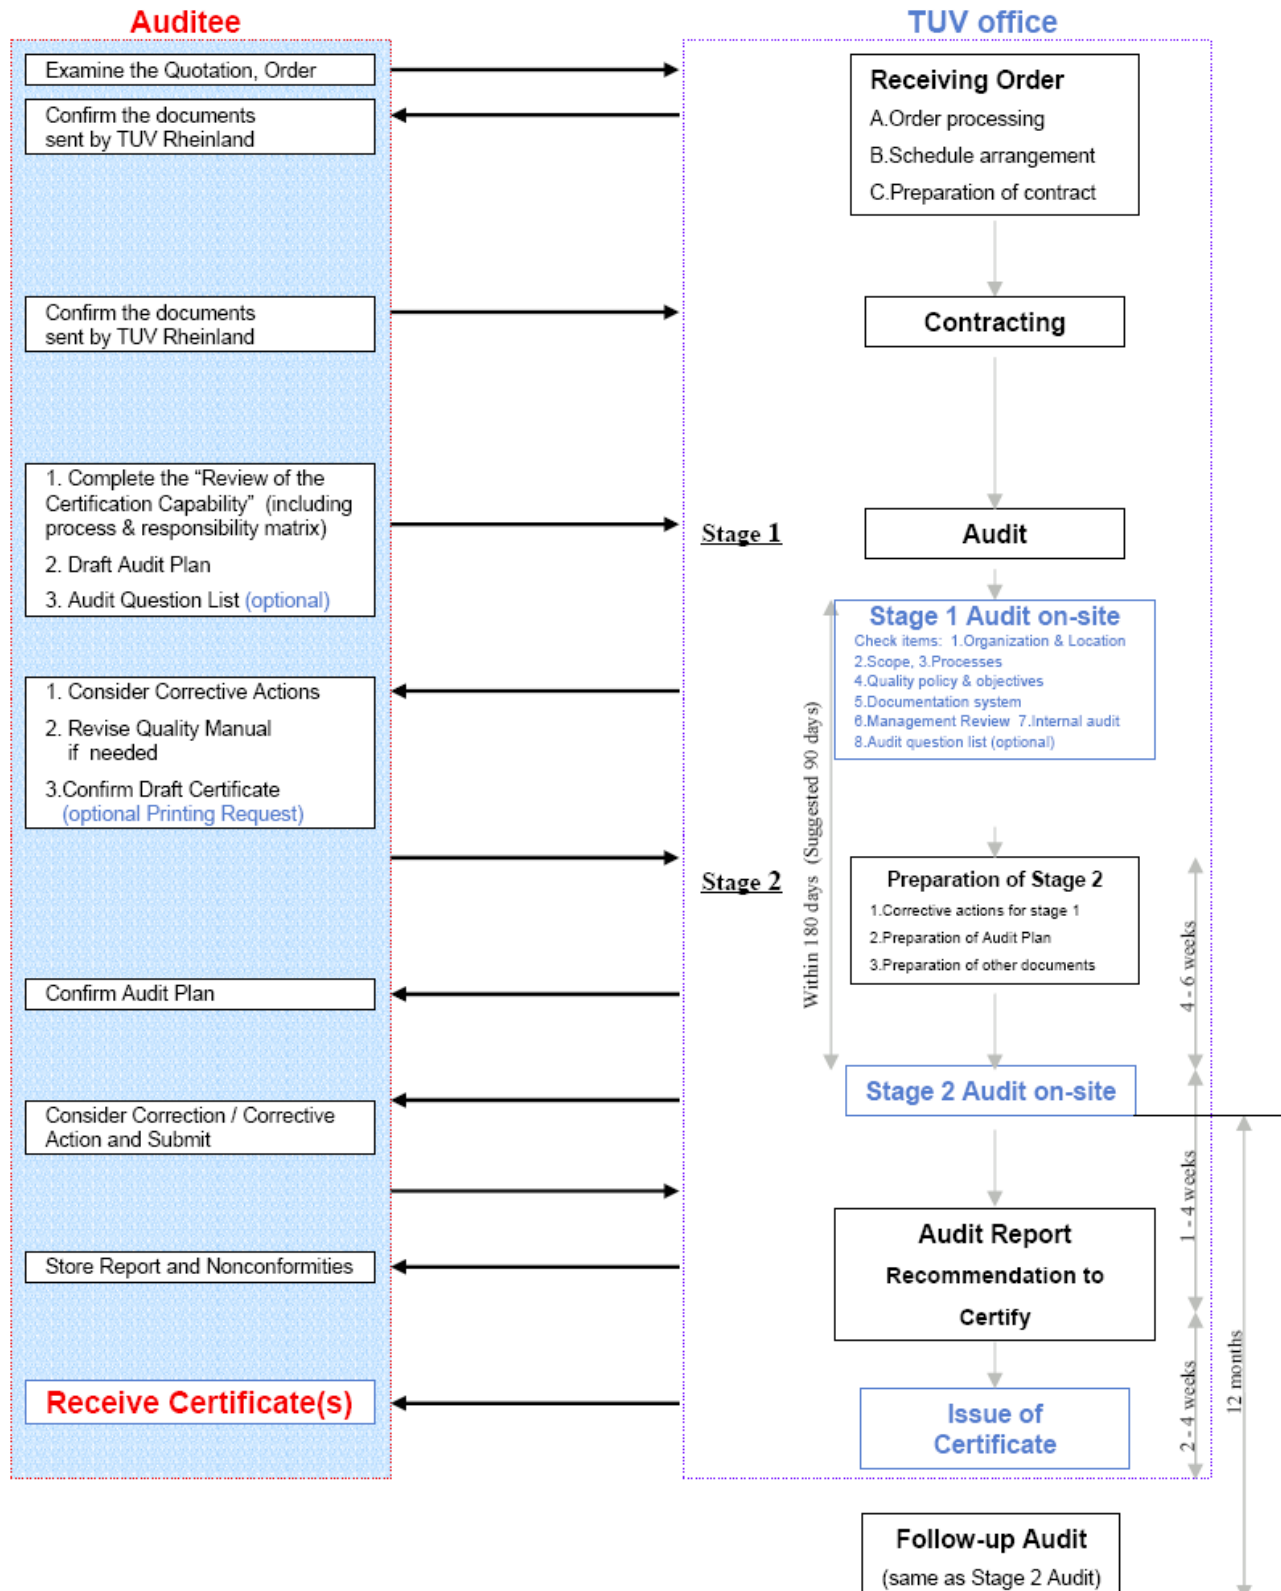 Auditee
TUV office
Examine the Quotation, Order
Receiving Order
A.Order processing
B.Schedule arrangement
C.Preparation of contract
Confirm the documents
sent by TUV Rheinland
Confirm the documents
sent by TUV Rheinland
Contracting
1. Complete the “Review of the
Certification Capability” (including
process & responsibility matrix)
2. Draft Audit Plan
3. Audit Question List (optional)
Stage 1
Audit
Stage 1 Audit on-site
Check items: 1.Organization & Location
2.Scope, 3.Processes
4.Quality policy & objectives
5.Documentation system
6.Management Review 7.Internal audit
8.Audit question list (optional)
1. Consider Corrective Actions
2. Revise Quality Manual
if needed
3.Confirm Draft Certificate
(optional Printing Request)
Within 180 days (Suggested 90 days)
Stage 2
Preparation of Stage 2
1.Corrective actions for stage 1
2.Preparation of Audit Plan
3.Preparation of other documents
4 - 6 weeks
Confirm Audit Plan
Stage 2 Audit on-site
Consider Correction / Corrective
Action and Submit
1 - 4 weeks
Audit Report
Recommendation to
Certify
Store Report and Nonconformities
Receive Certificate(s)
Issue of
Certificate
2 - 4 weeks
12 months
Follow-up Audit
(same as Stage 2 Audit)